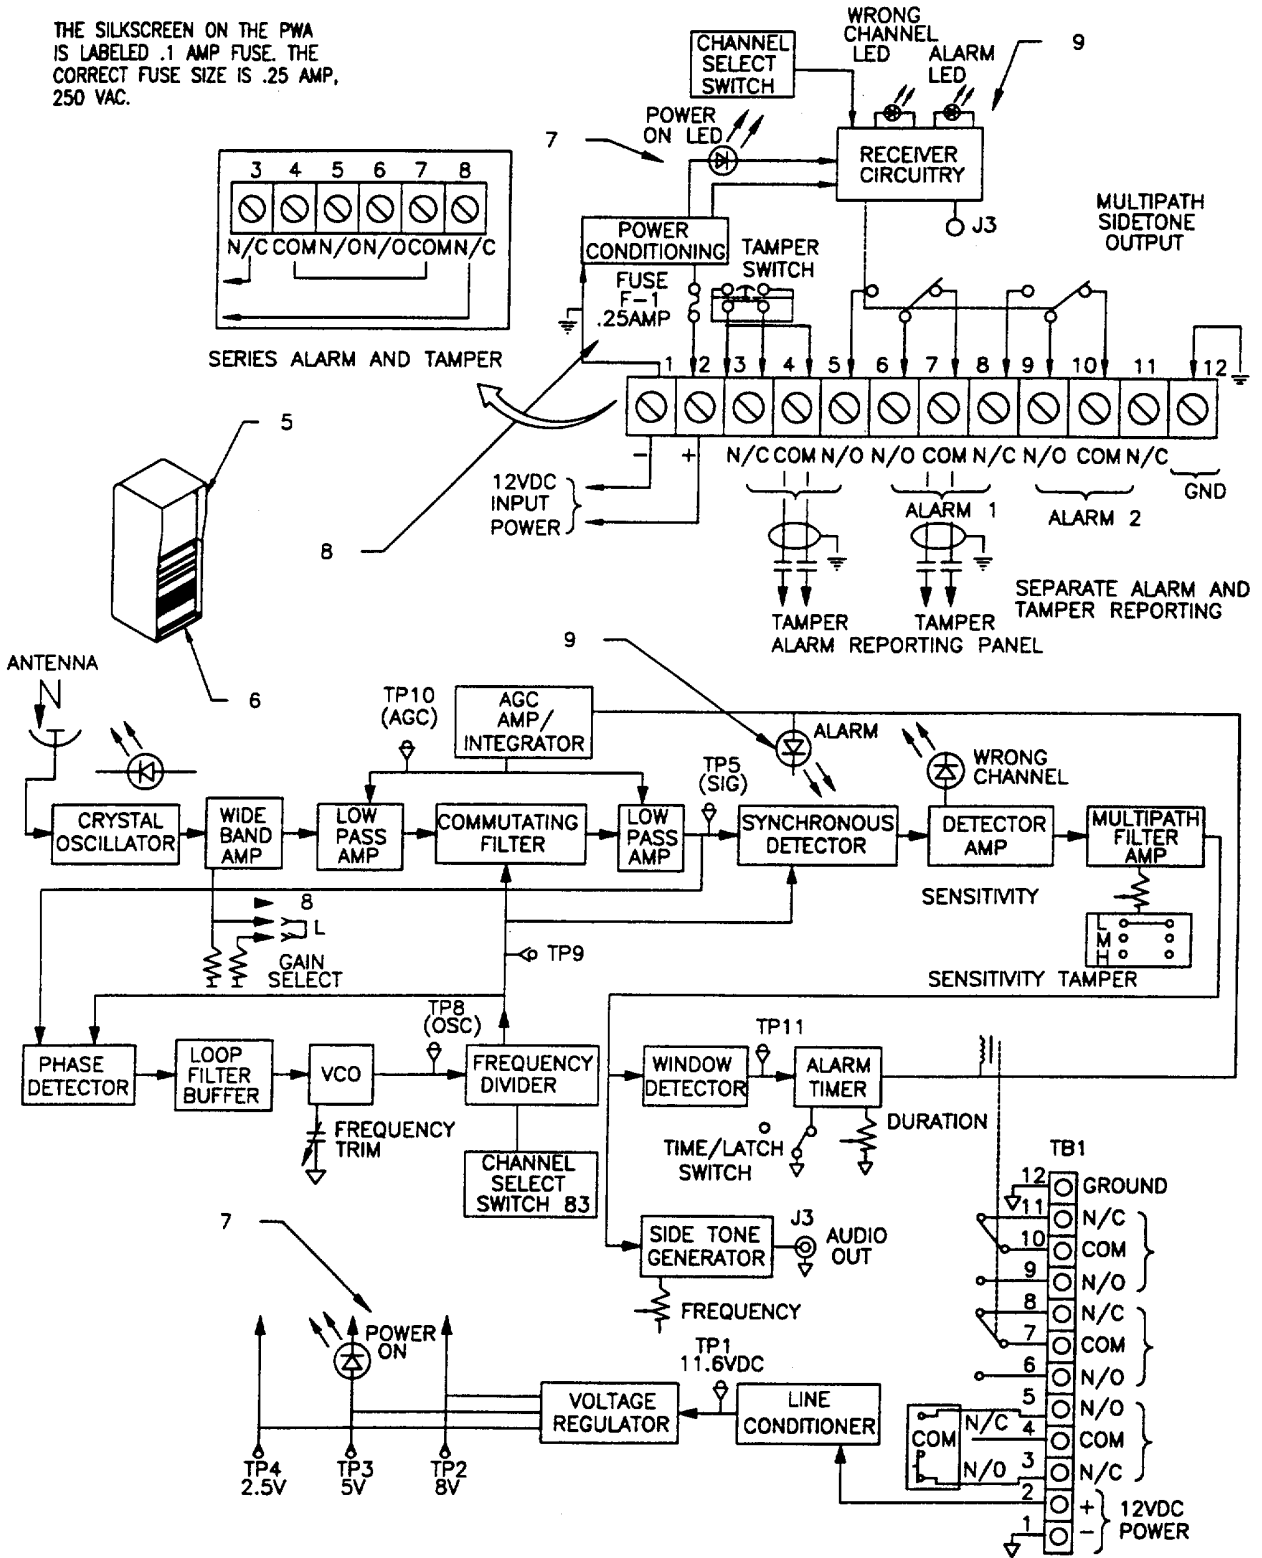 THE SILKSCREEN ON THE PWA
IS LABELED .1 AMP FUSE. THE
CORRECT FUSE SIZE IS .25 AMP,
250 VAC.
CHANNEL
SELECT
SWITCH
WRONG
CHANNEL
LED
ALARM
LED
9
7
POWER
ON LED
RECEIVER
CIRCUITRY
J3
MULTIPATH
SIDETONE
OUTPUT
3 4 5 6 7 8
N/C COM N/O N/O COM N/C
SERIES ALARM AND TAMPER
POWER
CONDITIONING
TAMPER
SWITCH
FUSE
F-1
.25AMP
1 2 3 4 5 6 7 8 9 10 11 12
- + N/C COM N/O N/O COM N/C N/O COM N/C
GND
12VDC
INPUT
POWER
ALARM 1
ALARM 2
5
8
6
SEPARATE ALARM AND
TAMPER REPORTING
TAMPER TAMPER
ALARM REPORTING PANEL
9
ANTENNA
TP10
(AGC)
AGC
AMP/
INTEGRATOR
ALARM
TP5
(SIG)
WRONG
CHANNEL
CRYSTAL
OSCILLATOR
WIDE
BAND
AMP
LOW
PASS
AMP
COMMUTATING
FILTER
LOW
PASS
AMP
SYNCHRONOUS
DETECTOR
DETECTOR
AMP
MULTIPATH
FILTER
AMP
SENSITIVITY
8
L
GAIN
SELECT
TP9
L
M
H
SENSITIVITY TAMPER
TP8
(OSC)
TP11
PHASE
DETECTOR
LOOP
FILTER
BUFFER
VCO
FREQUENCY
DIVIDER
WINDOW
DETECTOR
ALARM
TIMER
DURATION
FREQUENCY
TRIM
TIME/LATCH
SWITCH
CHANNEL
SELECT
SWITCH 83
TB1
12 GROUND
11 N/C
10 COM
9 N/O
8 N/C
7 COM
6 N/O
5 N/O
4 COM
3 N/C
2 +
1 -
12VDC
POWER
7
SIDE TONE
GENERATOR
J3
AUDIO
OUT
FREQUENCY
POWER
ON
TP1
11.6VDC
VOLTAGE
REGULATOR
LINE
CONDITIONER
N/C
COM
N/O
TP4
2.5V
TP3
5V
TP2
8V